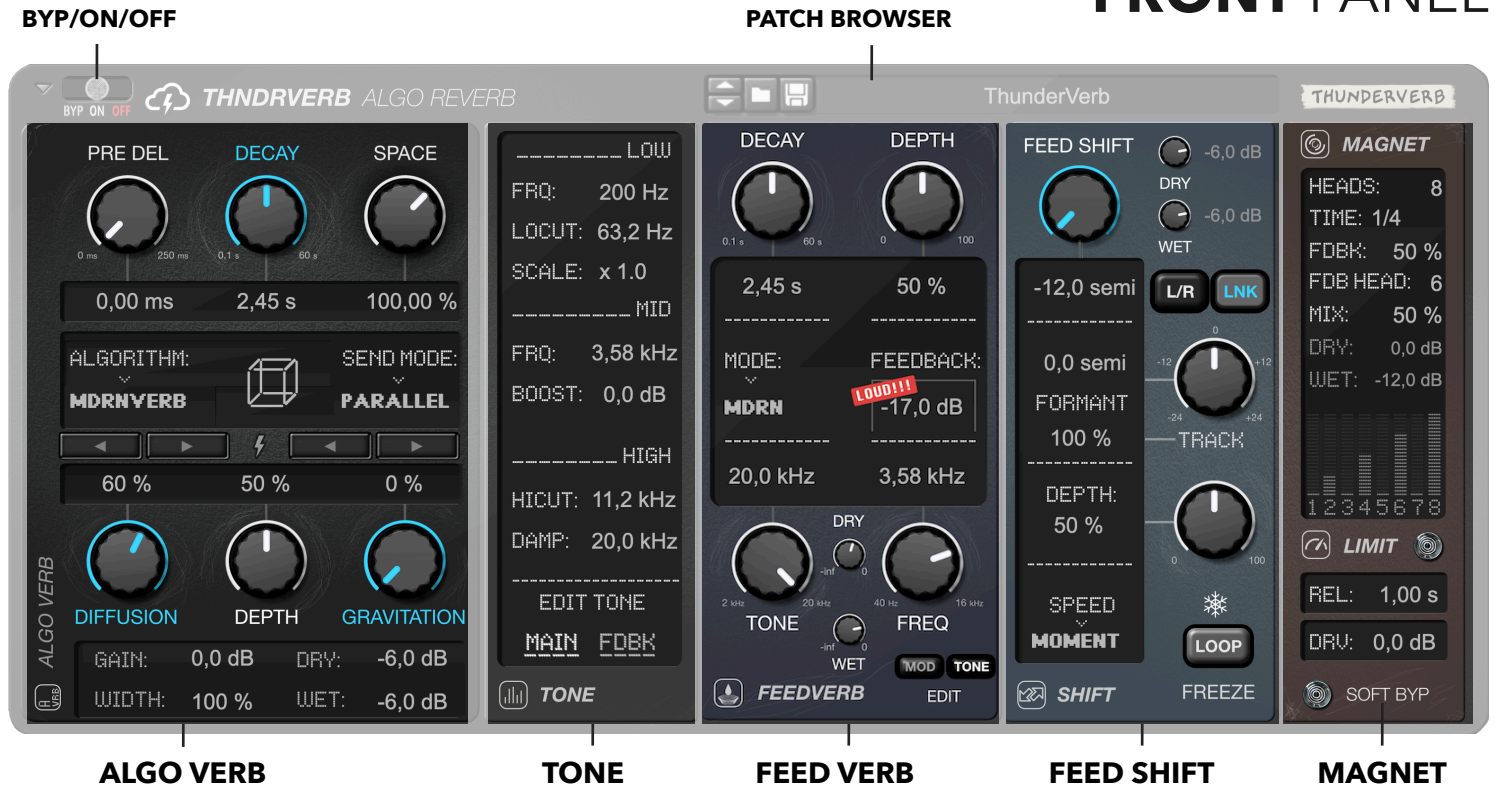 FRONT PANEL
BYP/ON/OFF
PATCH BROWSER
BYP ON OFF
THNDRVERB ALGO REVERB
ThunderVerb
THUNDERVERB
PRE DEL DECAY SPACE
0 ms 250 ms 0.1 s 60 s
0,00 ms 2,45 s 100,00 %
ALGORITHM: SEND MODE:
MDRNVERB PARALLEL
60 % 50 % 0 %
DIFFUSION DEPTH GRAVITATION
GAIN: 0,0 dB DRY: -6,0 dB
WIDTH: 100 % WET: -6,0 dB
ALGO VERB
VRB
LOW
FRQ: 200 Hz
LOCUT: 63,2 Hz
SCALE: x 1.0
MID
FRQ: 3,58 kHz
BOOST: 0,0 dB
HIGH
HICUT: 11,2 kHz
DAMP: 20,0 kHz
EDIT TONE
MAIN FDBK
TONE
DECAY DEPTH
0.1 s 60 s 0 100
2,45 s 50 %
MODE: FEEDBACK:
LOUD!!!
MDRN -17,0 dB
20,0 kHz 3,58 kHz
DRY
-inf 0
2 kHz 20 kHz 40 Hz 16 kHz
TONE FREQ
-inf 0
WET
MOD TONE
FEEDVERB EDIT
FEED SHIFT
-6,0 dB
DRY
-6,0 dB
WET
-12,0 semi L/R LNK
0
-12 +12
0,0 semi
FORMANT
-24 +24
100 % TRACK
DEPTH:
50 %
0 100
SPEED
MOMENT LOOP
SHIFT FREEZE
MAGNET
HEADS: 8
TIME: 1/4
FDBK: 50 %
FDB HEAD: 6
MIX: 50 %
DRY: 0,0 dB
WET: -12,0 dB
12345678
LIMIT
REL: 1,00 s
DRV: 0,0 dB
SOFT BYP
ALGO VERB
TONE
FEED VERB
FEED SHIFT
MAGNET